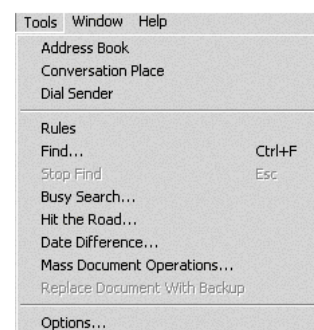 Tools Window Help
Address Book
Conversation Place
Dial Sender
Rules
Find... Ctrl+F
Stop Find Esc
Busy Search...
Hit the Road...
Date Difference...
Mass Document Operations...
Replace Document With Backup
Options...